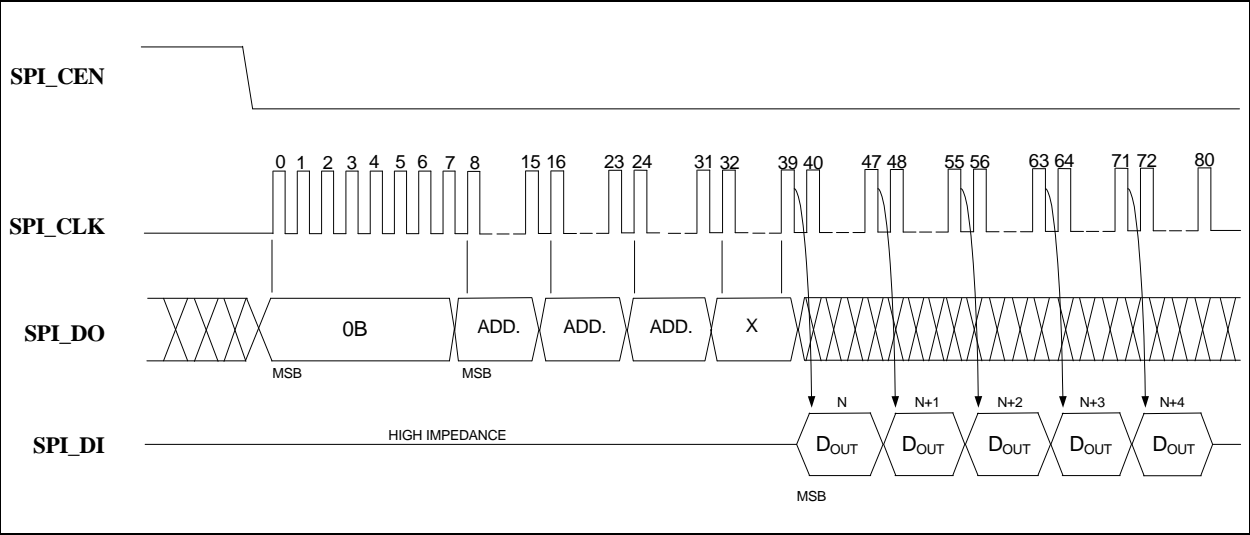 SPI_CEN
0 1 2 3 4 5 6 7 8 15 16 23 24 31 32 39 40 47 48 55 56 63 64 71 72 80
SPI_CLK
SPI_DO
0B ADD. ADD. ADD. X
MSB MSB
N N+1 N+2 N+3 N+4
HIGH IMPEDANCE
SPI_DI
DOUT DOUT DOUT DOUT DOUT
MSB